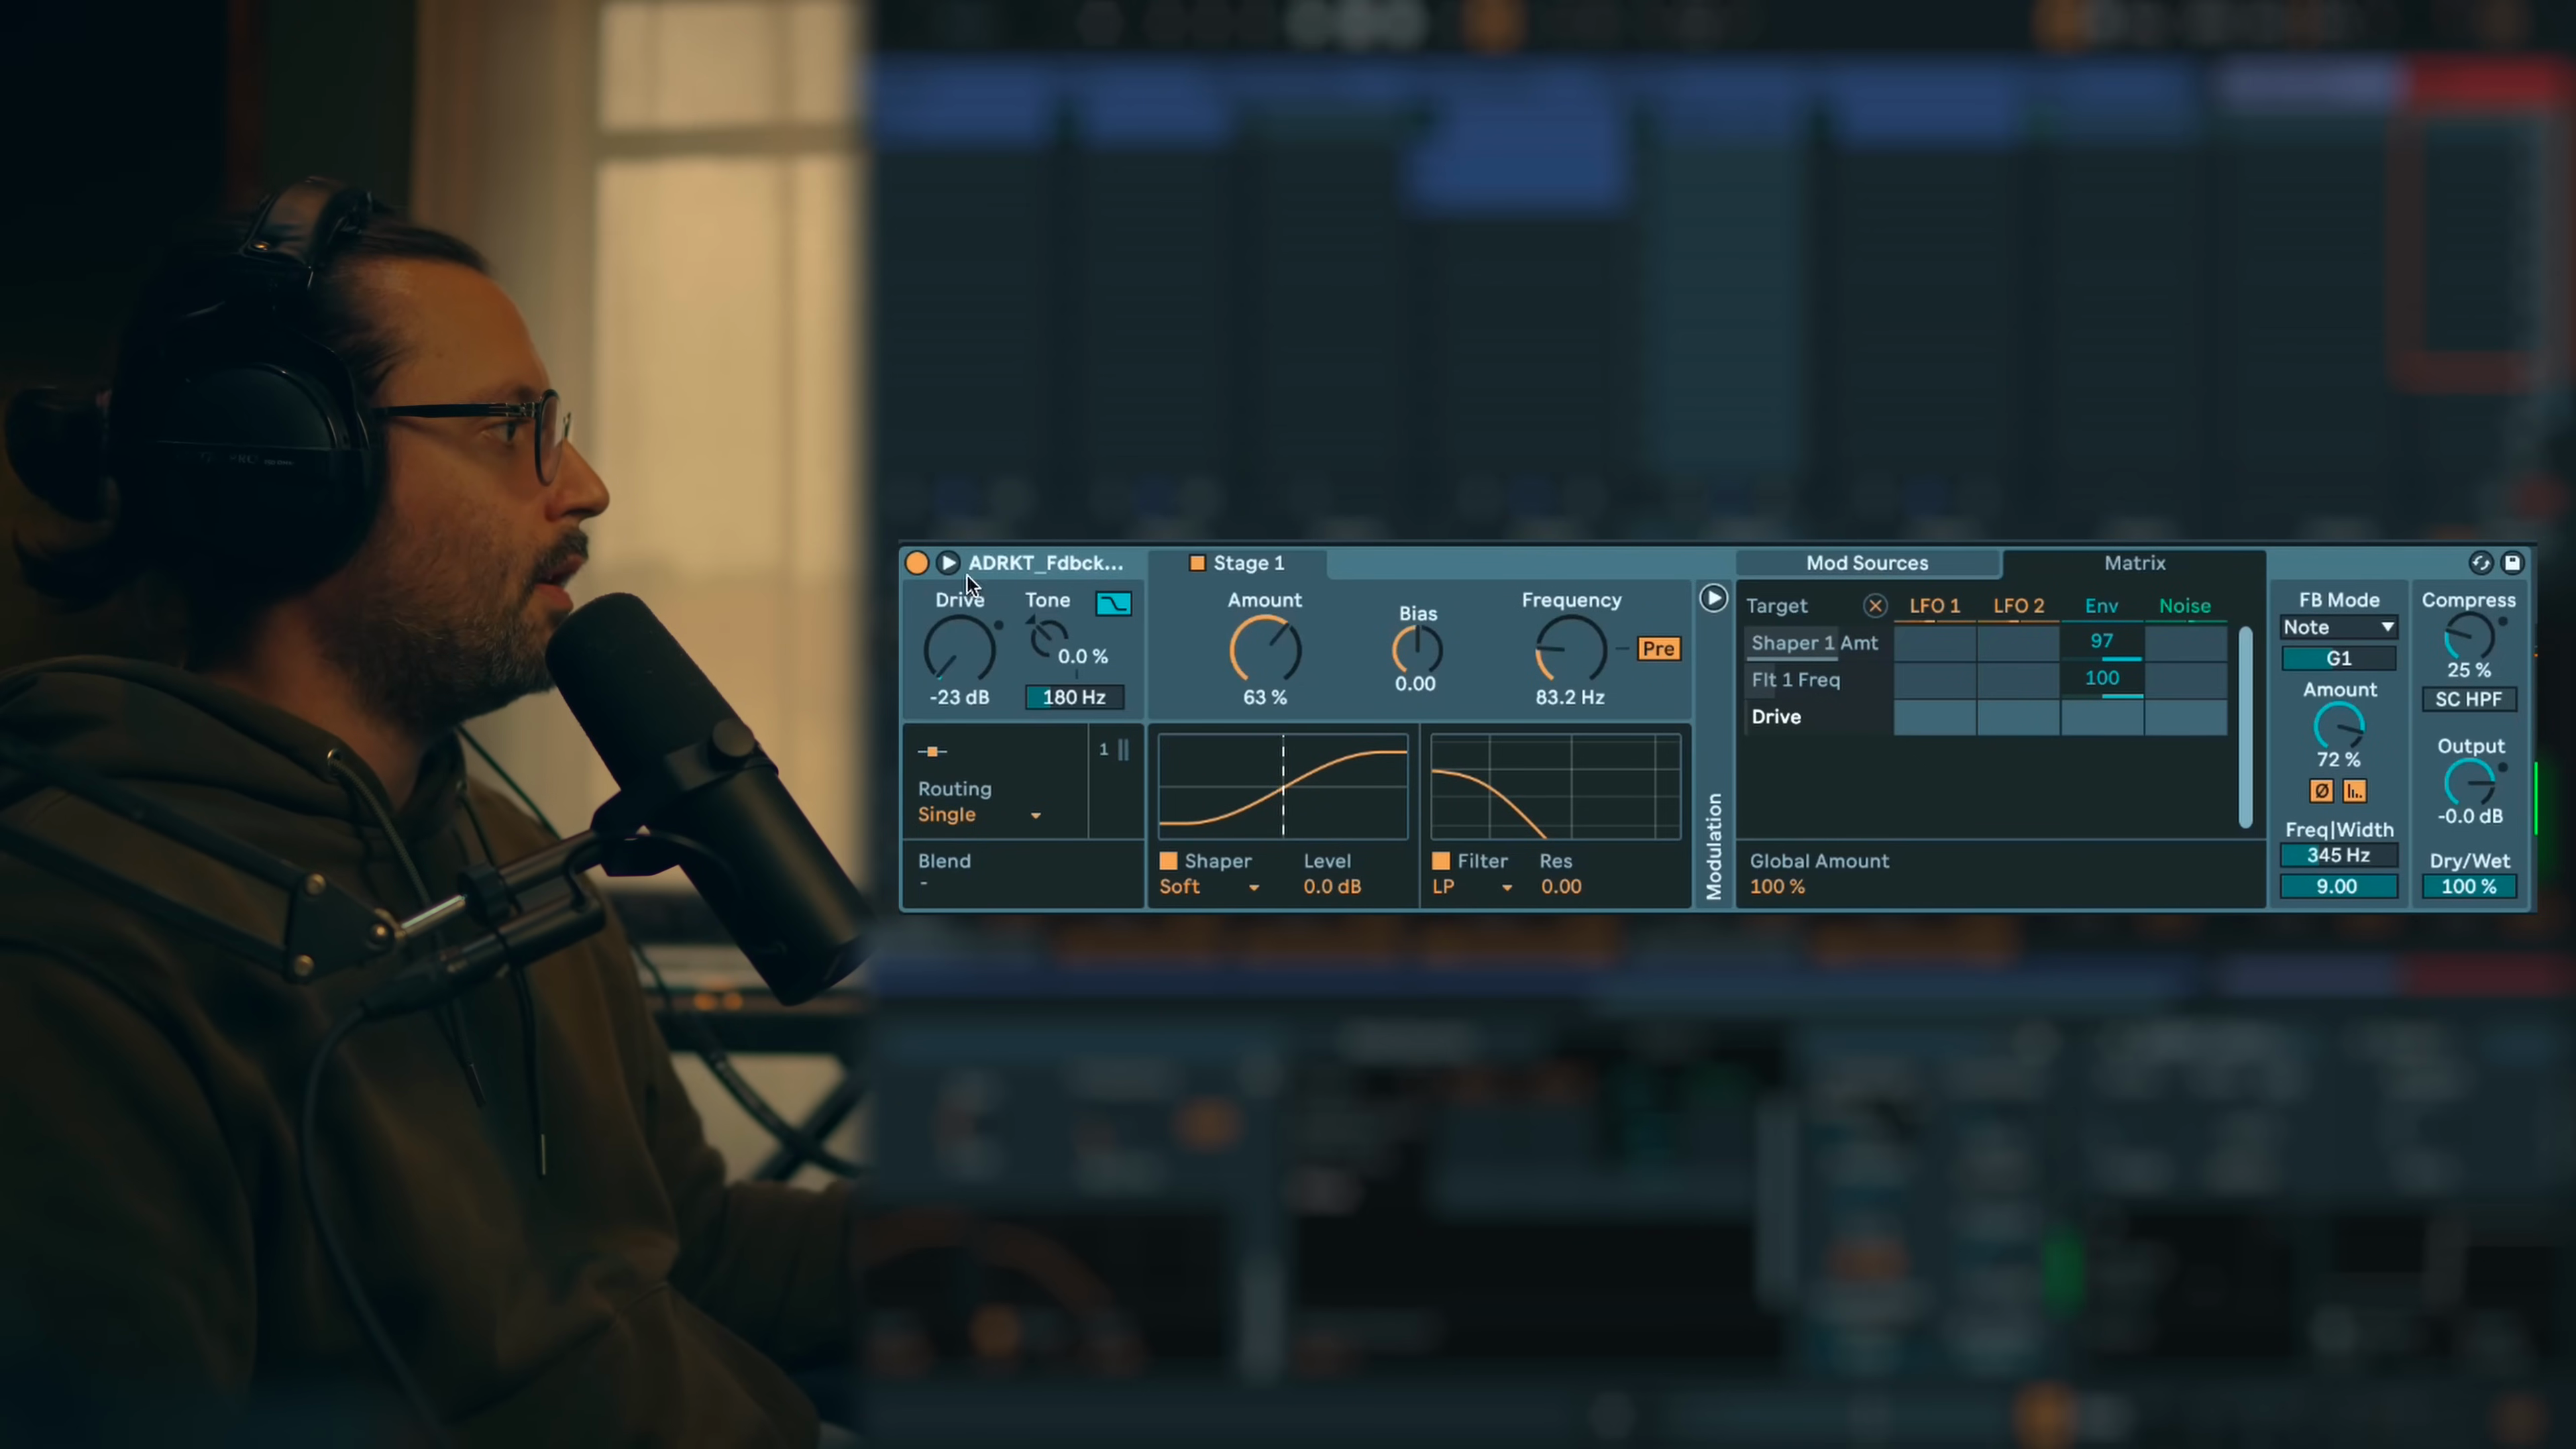 ADRKT_Fdbck...
Stage 1
Mod Sources
Matrix
Drive
Tone
-23 dB
0.0 %
180 Hz
Amount
63 %
Bias
0.00
Frequency
83.2 Hz
Pre
Target
LFO 1
LFO 2
Env
Noise
Shaper 1 Amt
97
Flt 1 Freq
100
Drive
FB Mode
Note
G1
Amount
72 %
Ø
Freq|Width
345 Hz
9.00
Compress
25 %
SC HPF
Output
-0.0 dB
Dry/Wet
100 %
1
Routing
Single
Blend
-
Shaper
Level
Soft
0.0 dB
Filter
Res
LP
0.00
Modulation
Global Amount
100 %